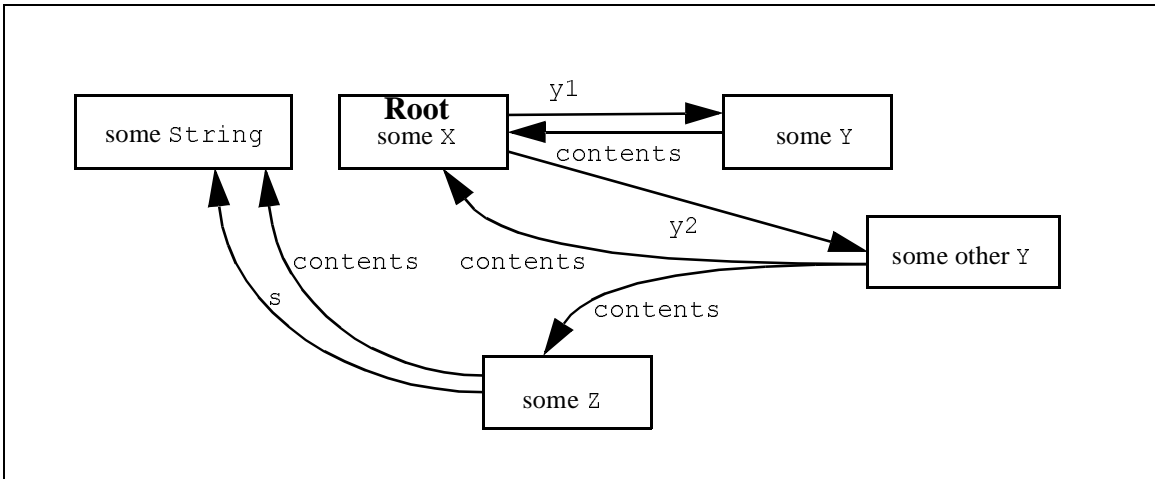 y1
Root
some String
some X
some Y
contents
y2
some other Y
contents
contents
s
contents
some Z